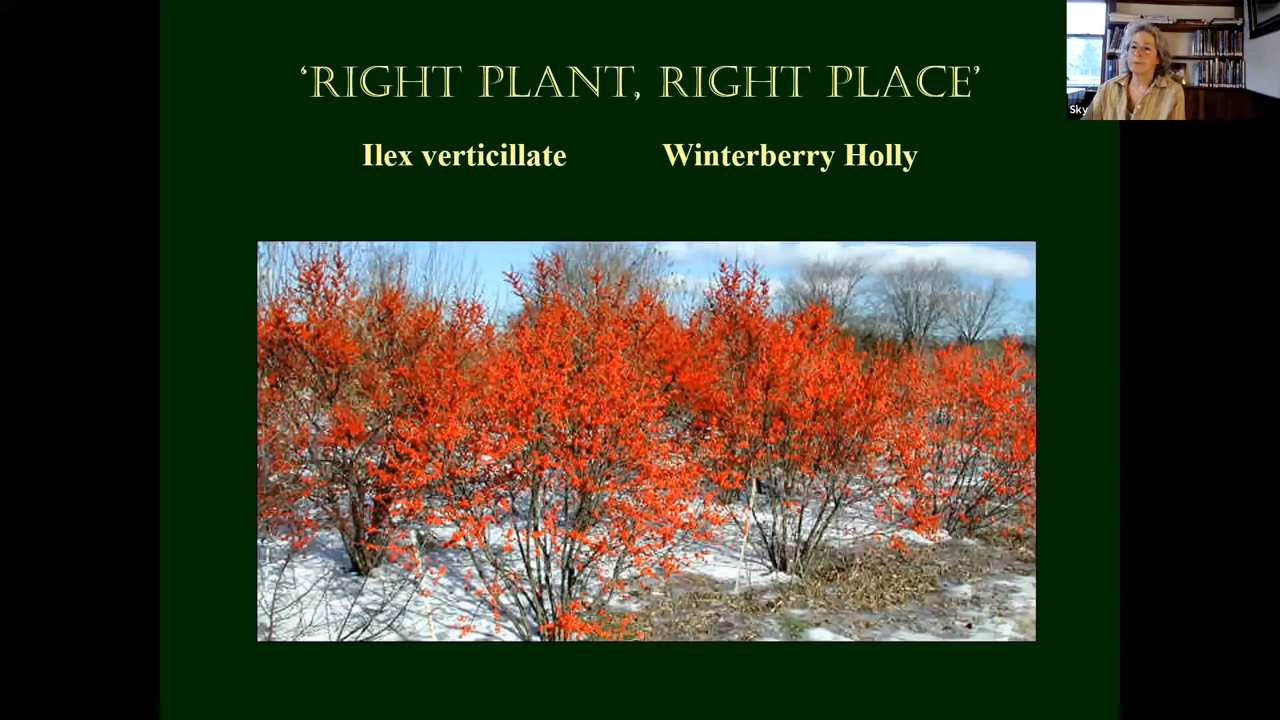 ‘RIGHT PLANT, RIGHT PLACE’
Ilex verticillate Winterberry Holly
Sky